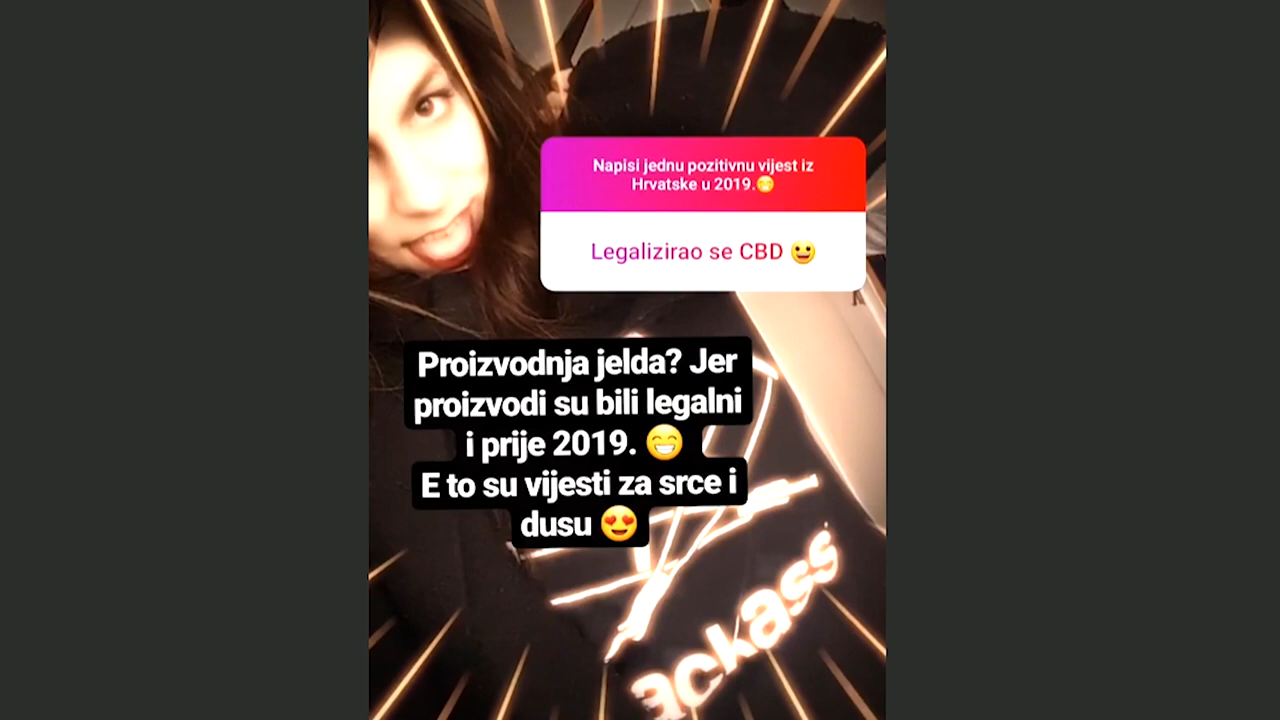 Napisi jednu pozitivnu vijest iz
Hrvatske u 2019.😁
Legalizirao se CBD 😀
Proizvodnja jelda? Jer
proizvodi su bili legalni
i prije 2019. 😁
E to su vijesti za srce i
dusu 😍
ackass